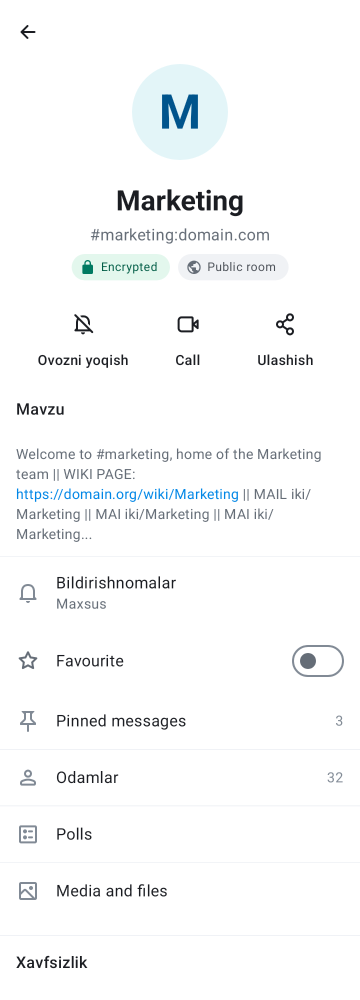 M
Marketing
#marketing:domain.com
Encrypted
Public room
Ovozni yoqish
Call
Ulashish
Mavzu
Welcome to #marketing, home of the Marketing
team || WIKI PAGE:
https://domain.org/wiki/Marketing || MAIL iki/
Marketing || MAI iki/Marketing || MAI iki/
Marketing...
Bildirishnomalar
Maxsus
Favourite
Pinned messages 3
Odamlar 32
Polls
Media and files
Xavfsizlik